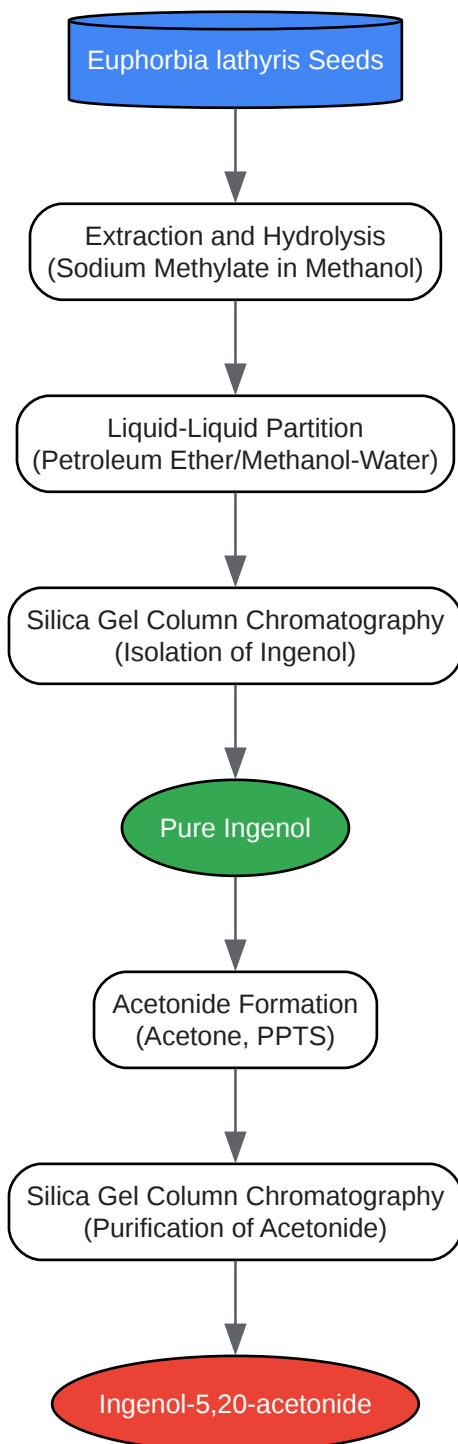 Euphorbia lathyris Seeds
Extraction and Hydrolysis
(Sodium Methylate in Methanol)
Liquid-Liquid Partition
(Petroleum Ether/Methanol-Water)
Silica Gel Column Chromatography
(Isolation of Ingenol)
Pure Ingenol
Acetonide Formation
(Acetone, PPTS)
Silica Gel Column Chromatography
(Purification of Acetonide)
Ingenol-5,20-acetonide